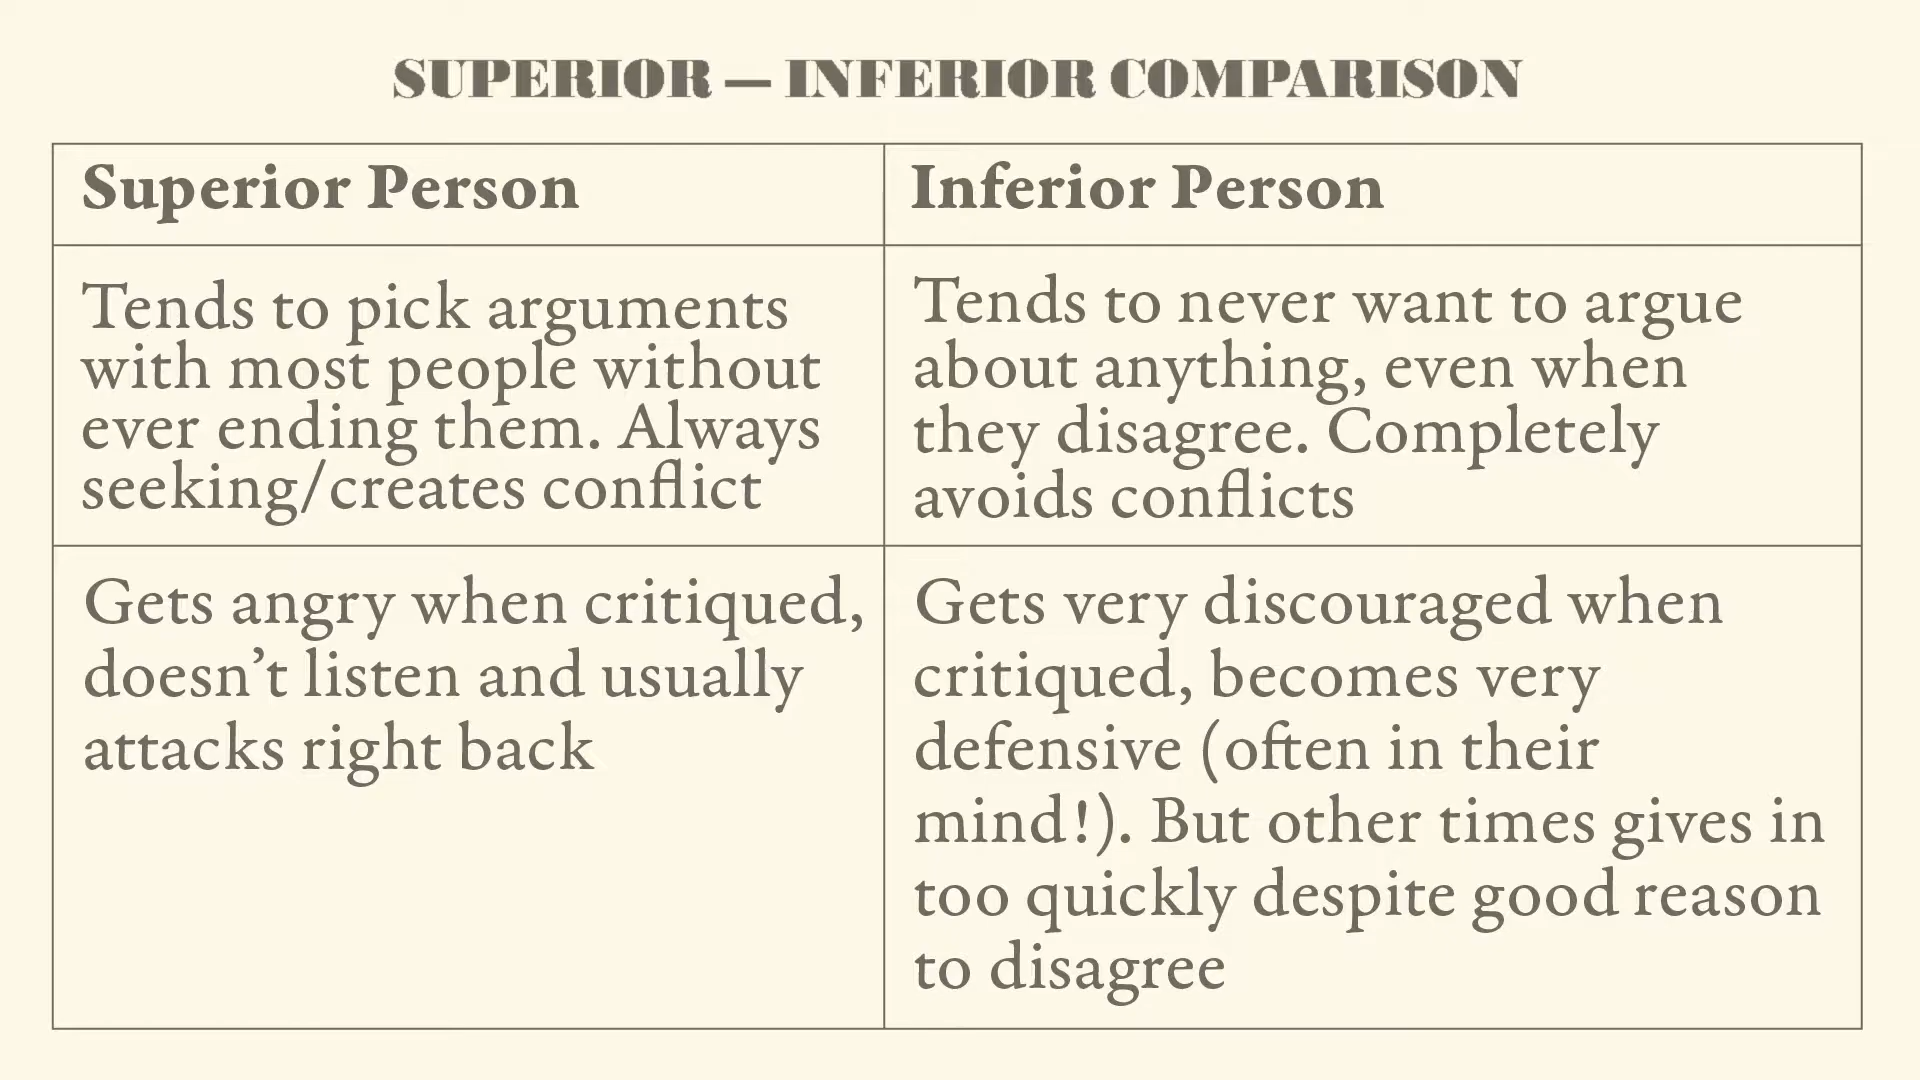 SUPERIOR — INFERIOR COMPARISON
Superior Person
Inferior Person
Tends to pick arguments
with most people without
ever ending them. Always
seeking/creates conflict
Tends to never want to argue
about anything, even when
they disagree. Completely
avoids conflicts
Gets angry when critiqued,
doesn’t listen and usually
attacks right back
Gets very discouraged when
critiqued, becomes very
defensive (often in their
mind!). But other times gives in
too quickly despite good reason
to disagree